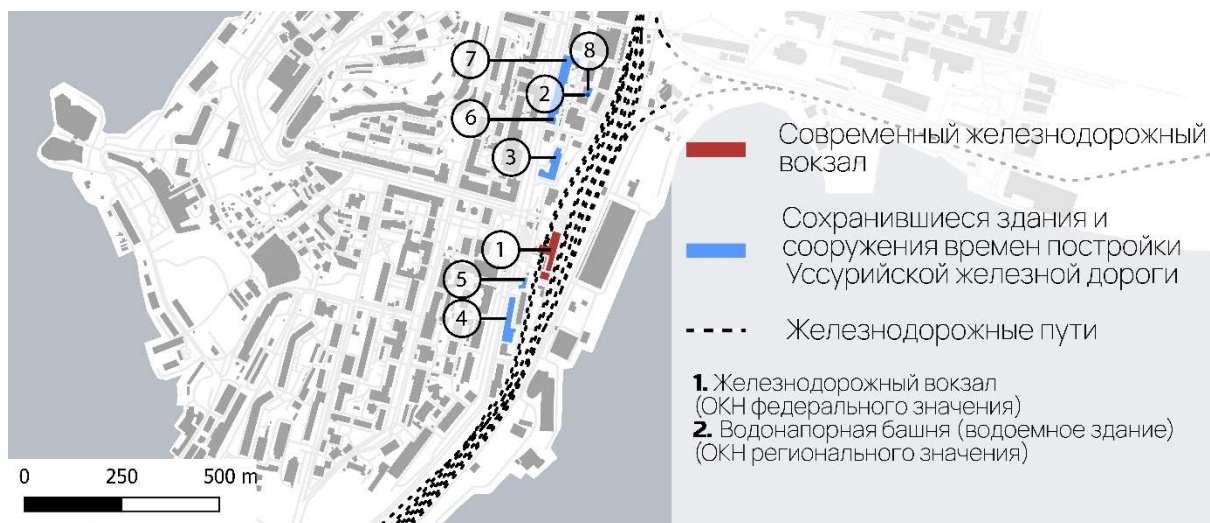 7
8
2
6
3
1
5
4
0 250 500 m
Современный железнодорожный
вокзал
Сохранившиеся здания и
сооружения времен постройки
Уссурийской железной дороги
Железнодорожные пути
1. Железнодорожный вокзал
(ОКН федерального значения)
2. Водонапорная башня (водоемное здание)
(ОКН регионального значения)